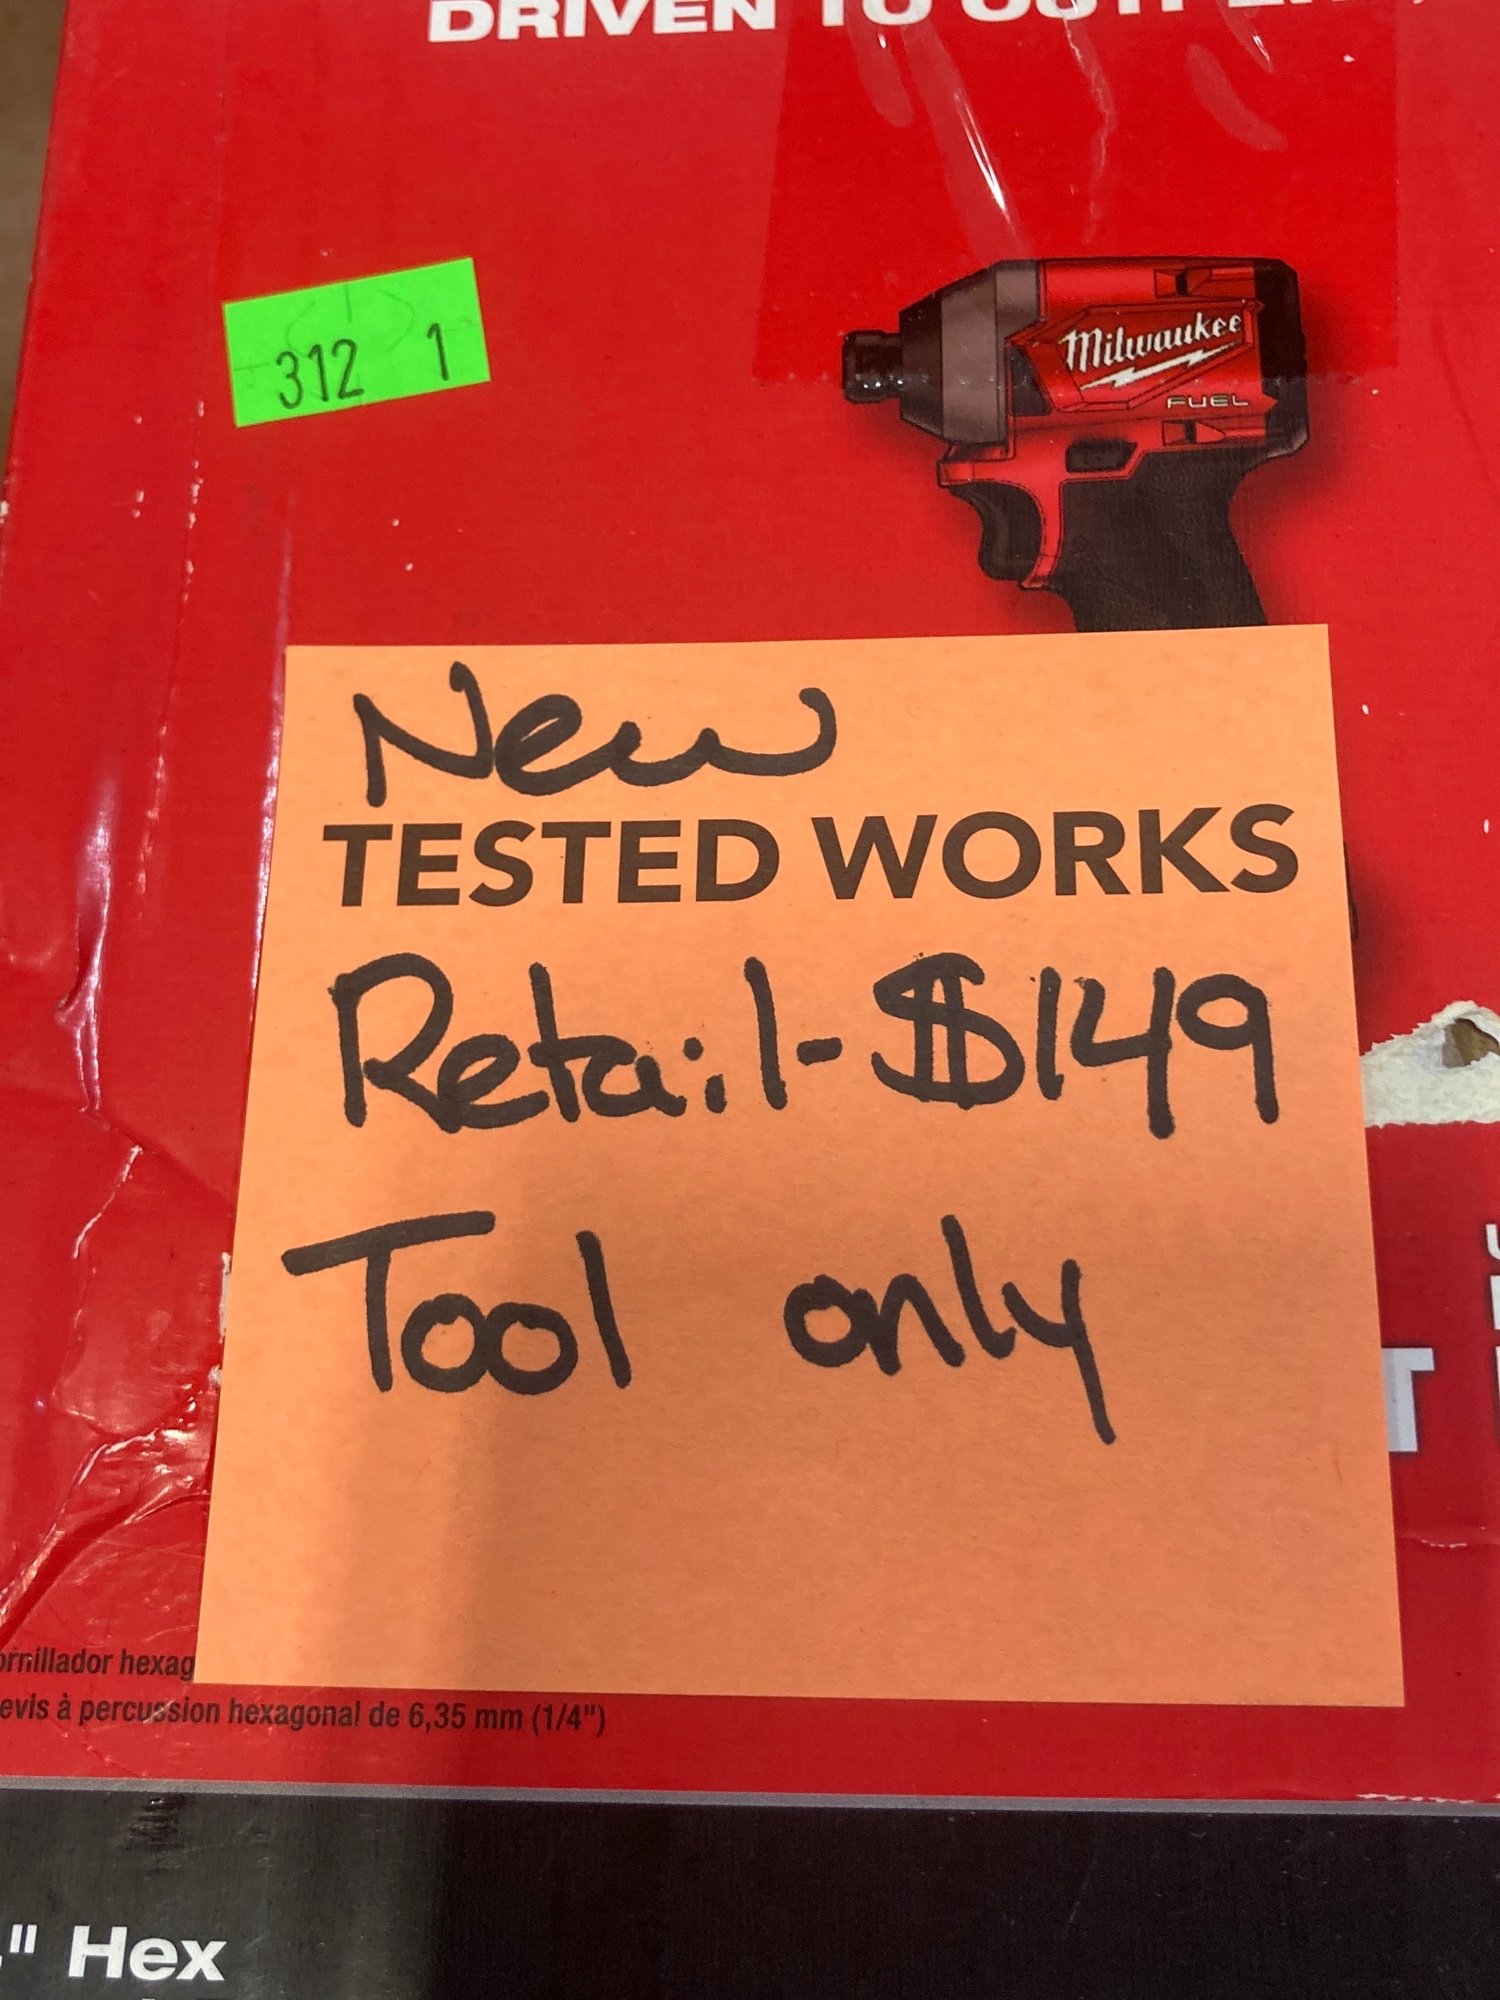 DRIVEN TO
312 1
Milwaukee
FUEL
New
TESTED WORKS
Retail-$149
Tool only
T
ornillador hexag
evis à percussion hexagonal de 6,35 mm (1/4")
" Hex